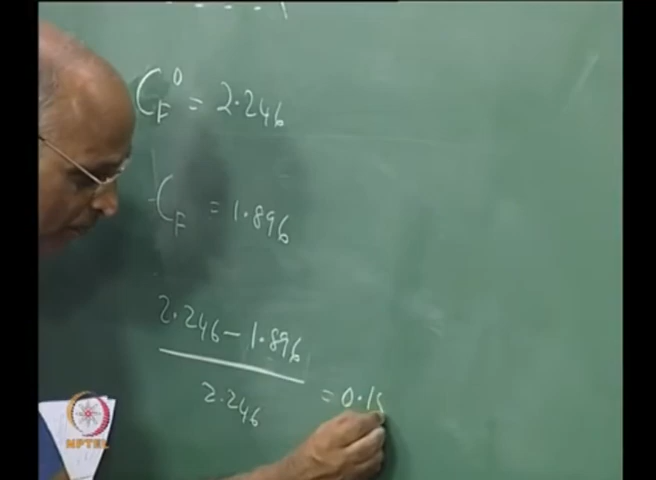 C_F^0 = 2.246
C_F = 1.896
2.246 - 1.896
2.246 = 0.15
NPTEL